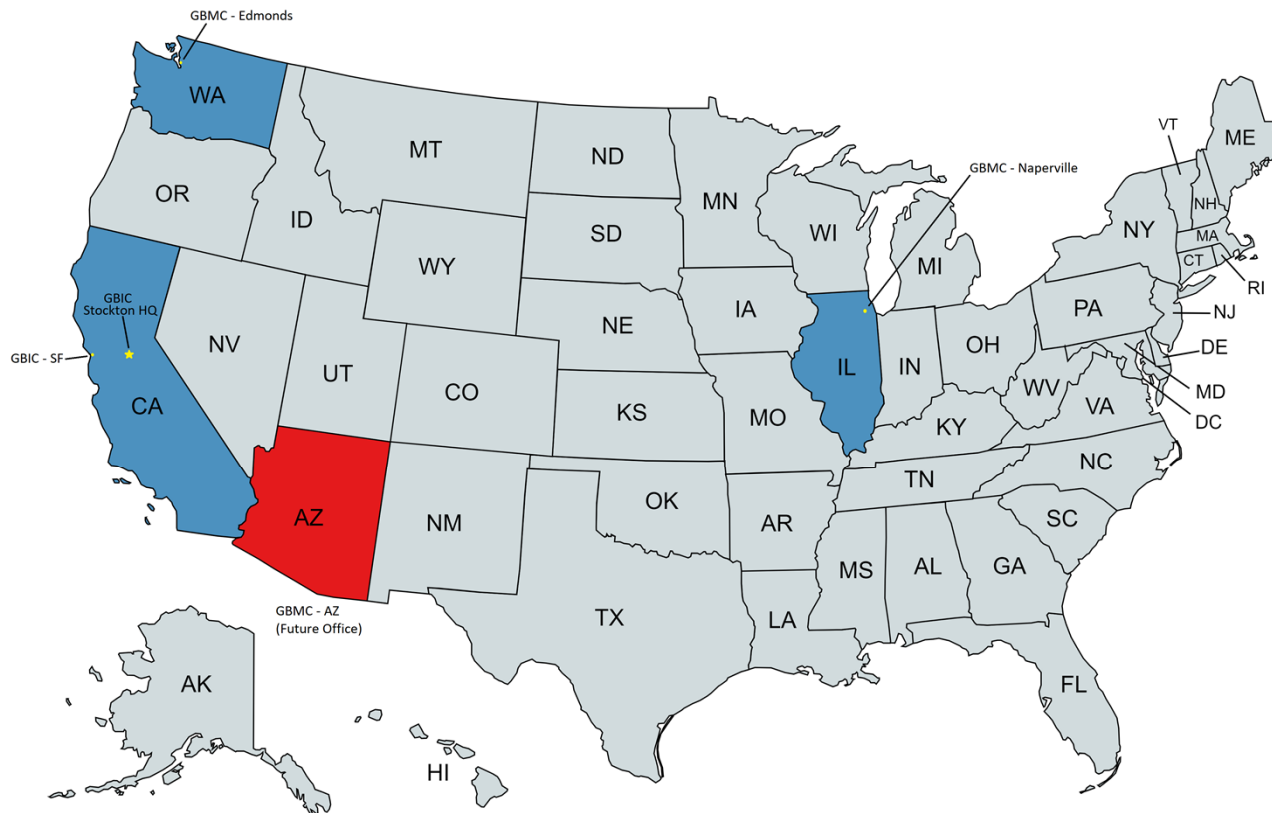 GBMC - Edmonds
WA
MT
ND
MN
VT
ME
GBMC - Naperville
OR
ID
SD
WI
MI
NY
NH
MA
CT
RI
WY
GBIC
Stockton HQ
GBIC - SF
NV
UT
CO
NE
IA
IL
IN
OH
PA
NJ
DE
MD
DC
WV
VA
CA
KS
MO
KY
NC
TN
AZ
NM
OK
AR
SC
MS
AL
GA
TX
LA
GBMC - AZ
(Future Office)
FL
AK
HI